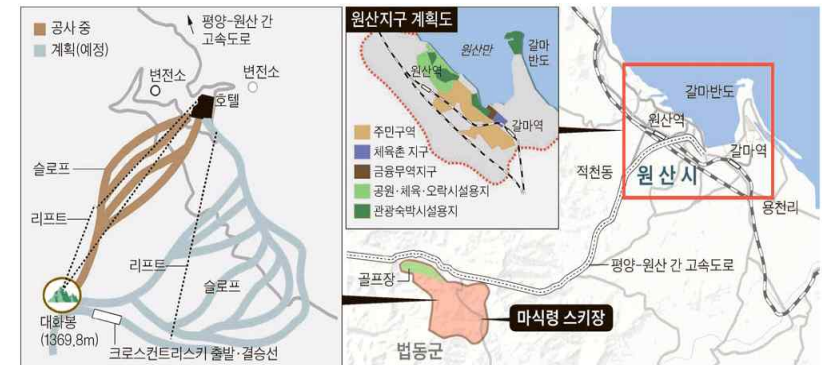 공사 중
계획(예정)
평양-원산 간
고속도로
변전소
변전소
호텔
슬로프
리프트
리프트
슬로프
대화봉
(1369.8m)
크로스컨트리스키 출발·결승선
원산지구 계획도
원산만
갈마
반도
원산역
갈마역
주민구역
체육촌 지구
금융무역지구
공원·체육·오락시설용지
관광숙박시설용지
갈마반도
원산역
갈마역
적천동
원산시
용천리
평양-원산 간 고속도로
골프장
마식령 스키장
법동군